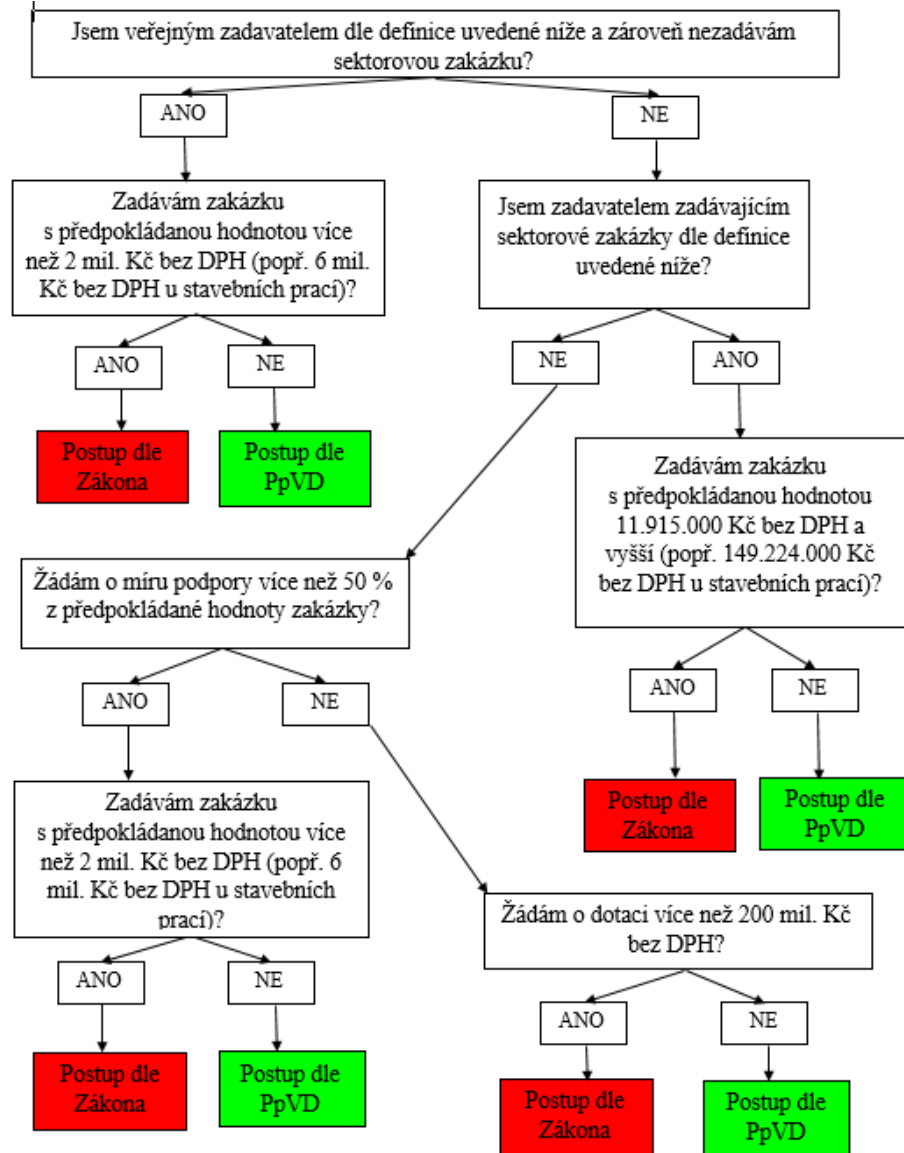 Jsem veřejným zadavatelem dle definice uvedené níže a zároveň nezadávám
sektorovou zakázku?
ANO
NE
Zadávám zakázku
s předpokládanou hodnotou více
než 2 mil. Kč bez DPH (popř. 6 mil.
Kč bez DPH u stavebních prací)?
Jsem zadavatelem zadávajícím
sektorové zakázky dle definice
uvedené níže?
ANO
NE
NE
ANO
Postup dle
Zákona
Postup dle
PpVD
Zadávám zakázku
s předpokládanou hodnotou
11.915.000 Kč bez DPH a
vyšší (popř. 149.224.000 Kč
bez DPH u stavebních prací)?
Žádám o míru podpory více než 50 %
z předpokládané hodnoty zakázky?
ANO
NE
ANO
NE
Zadávám zakázku
s předpokládanou hodnotou více
než 2 mil. Kč bez DPH (popř. 6
mil. Kč bez DPH u stavebních
prací)?
Postup dle
Zákona
Postup dle
PpVD
Žádám o dotaci více než 200 mil. Kč
bez DPH?
ANO
NE
ANO
NE
Postup dle
Zákona
Postup dle
PpVD
Postup dle
Zákona
Postup dle
PpVD